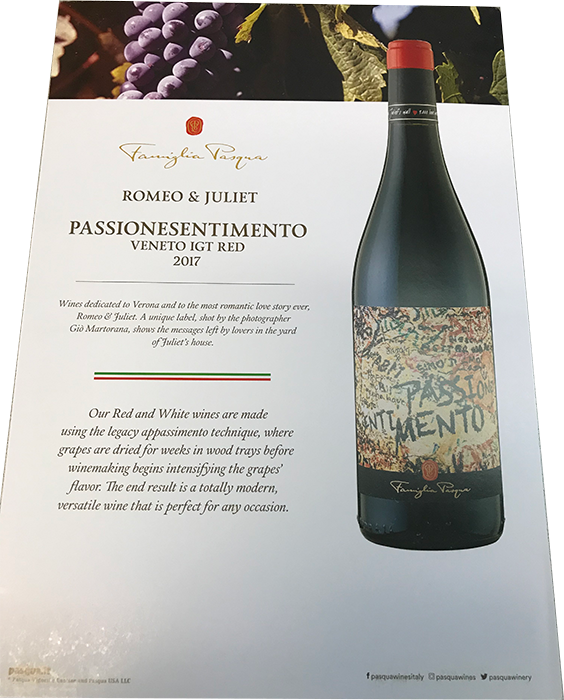 Famiglia Pasqua
ROMEO & JULIET
PASSIONESENTIMENTO
VENETO IGT RED
2017
Wines dedicated to Verona and to the most romantic love story ever,
Romeo & Juliet. A unique label, shot by the photographer
Giò Martorana, shows the messages left by lovers in the yard
of Juliet's house.
Our Red and White wines are made
using the legacy appassimento technique, where
grapes are dried for weeks in wood trays before
winemaking begins intensifying the grapes'
flavor. The end result is a totally modern,
versatile wine that is perfect for any occasion.
PASSIONE
SENTIMENTO
Famiglia Pasqua
pasqua.it
pasquawinesitaly pasquawines pasquawinery